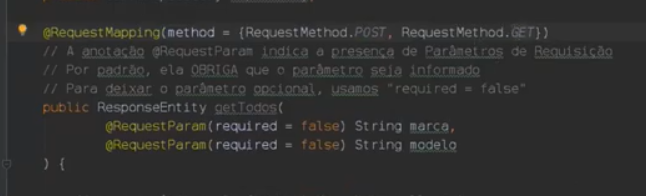 @RequestMapping(method = {RequestMethod.POST, RequestMethod.GET})
// A anotação @RequestParam indica a presença de Parâmetros de Requisição
// Por padrão, ela OBRIGA que o parâmetro seja informado
// Para deixar o parâmetro opcional, usamos "required = false"
public ResponseEntity getTodos(
@RequestParam(required = false) String marca,
@RequestParam(required = false) String modelo
) {